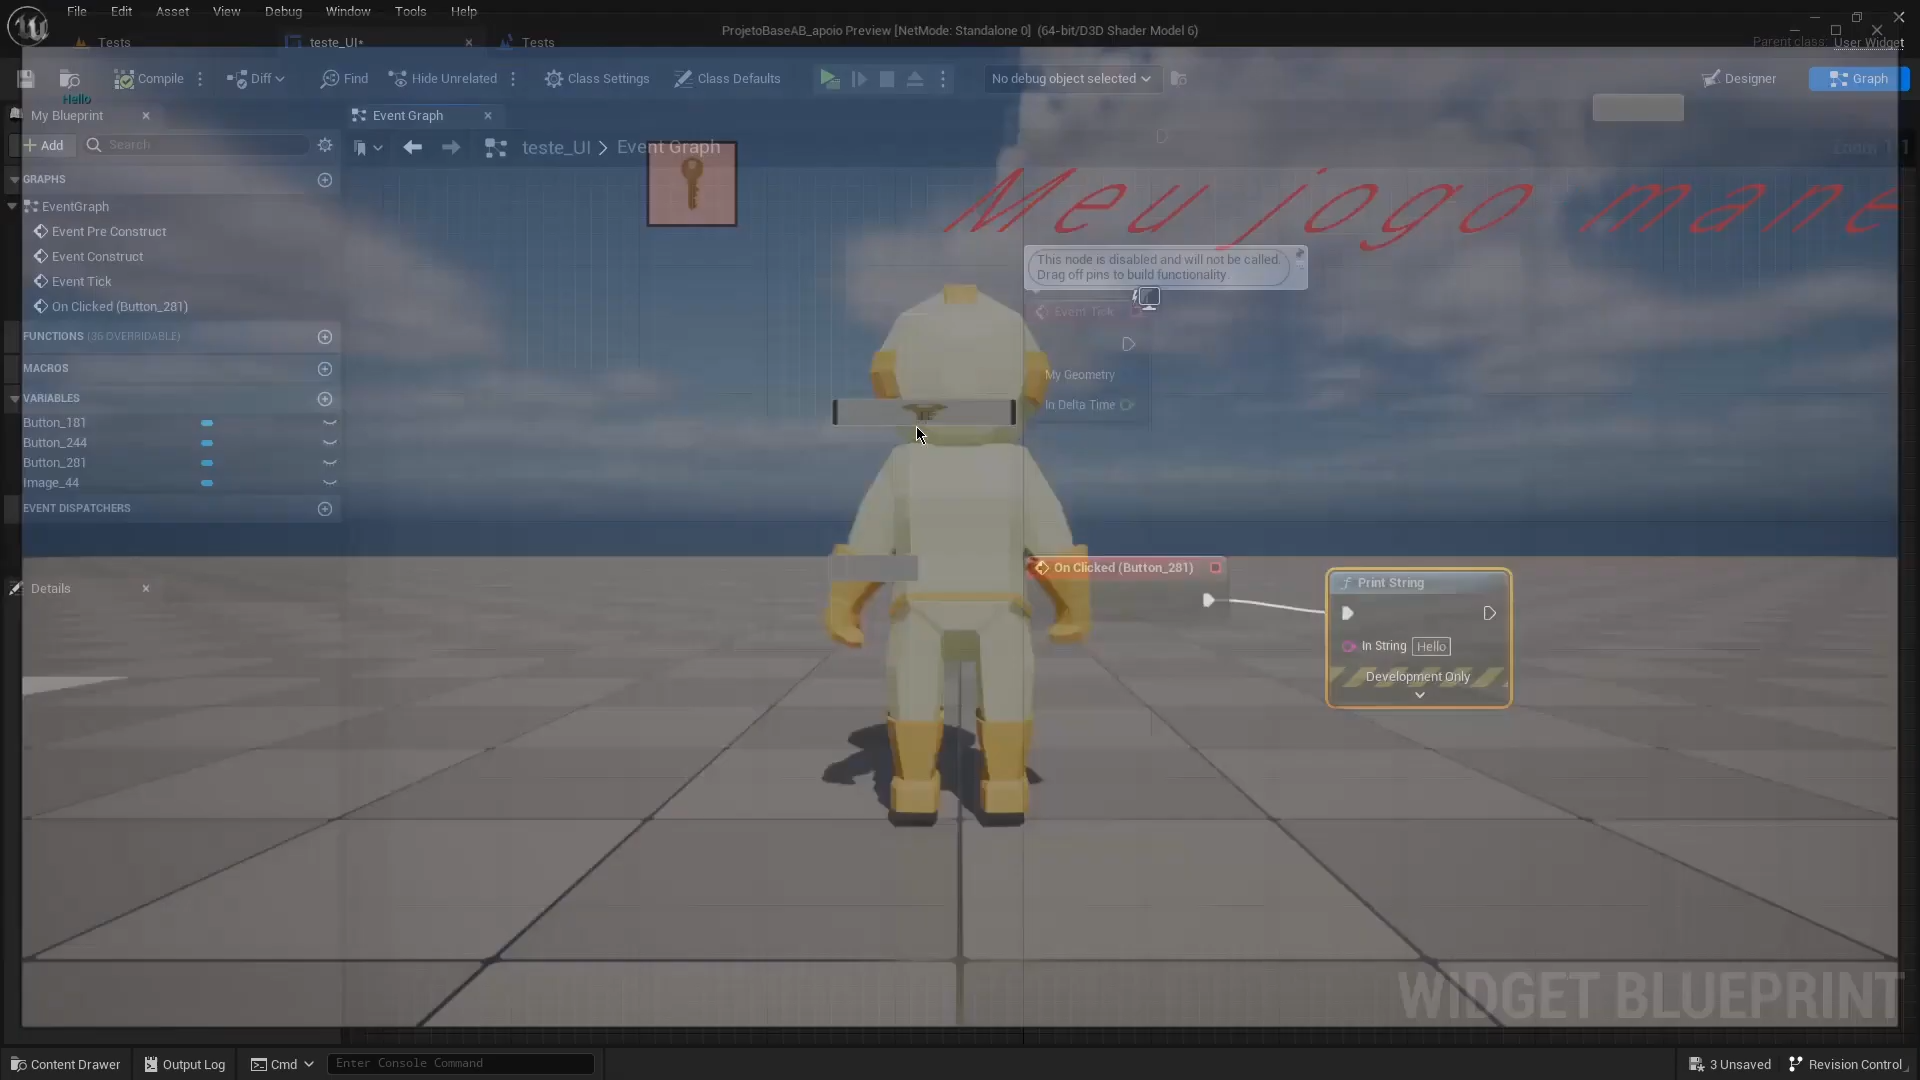 File Edit Asset View Debug Window Tools Help
ProjetoBaseAB_apoio Preview [NetMode: Standalone 0] (64-bit/D3D Shader Model 6)
Tests
teste_UI*
Tests
Parent class: User Widget
Compile
Diff
Find
Hide Unrelated
Class Settings
Class Defaults
No debug object selected
Designer
Graph
Hello
My Blueprint
Event Graph
Add
Search
teste_UI > Event Graph
GRAPHS
EventGraph
Event Pre Construct
Event Construct
Event Tick
On Clicked (Button_281)
FUNCTIONS (36 OVERRIDABLE)
MACROS
VARIABLES
Button_181
Button_244
Button_281
Image_44
EVENT DISPATCHERS
Details
Meu jogo mane
This node is disabled and will not be called.
Drag off pins to build functionality.
Event Tick
My Geometry
In Delta Time
On Clicked (Button_281)
Print String
In String Hello
Development Only
WIDGET BLUEPRINT
Content Drawer
Output Log
Cmd
Enter Console Command
3 Unsaved
Revision Control